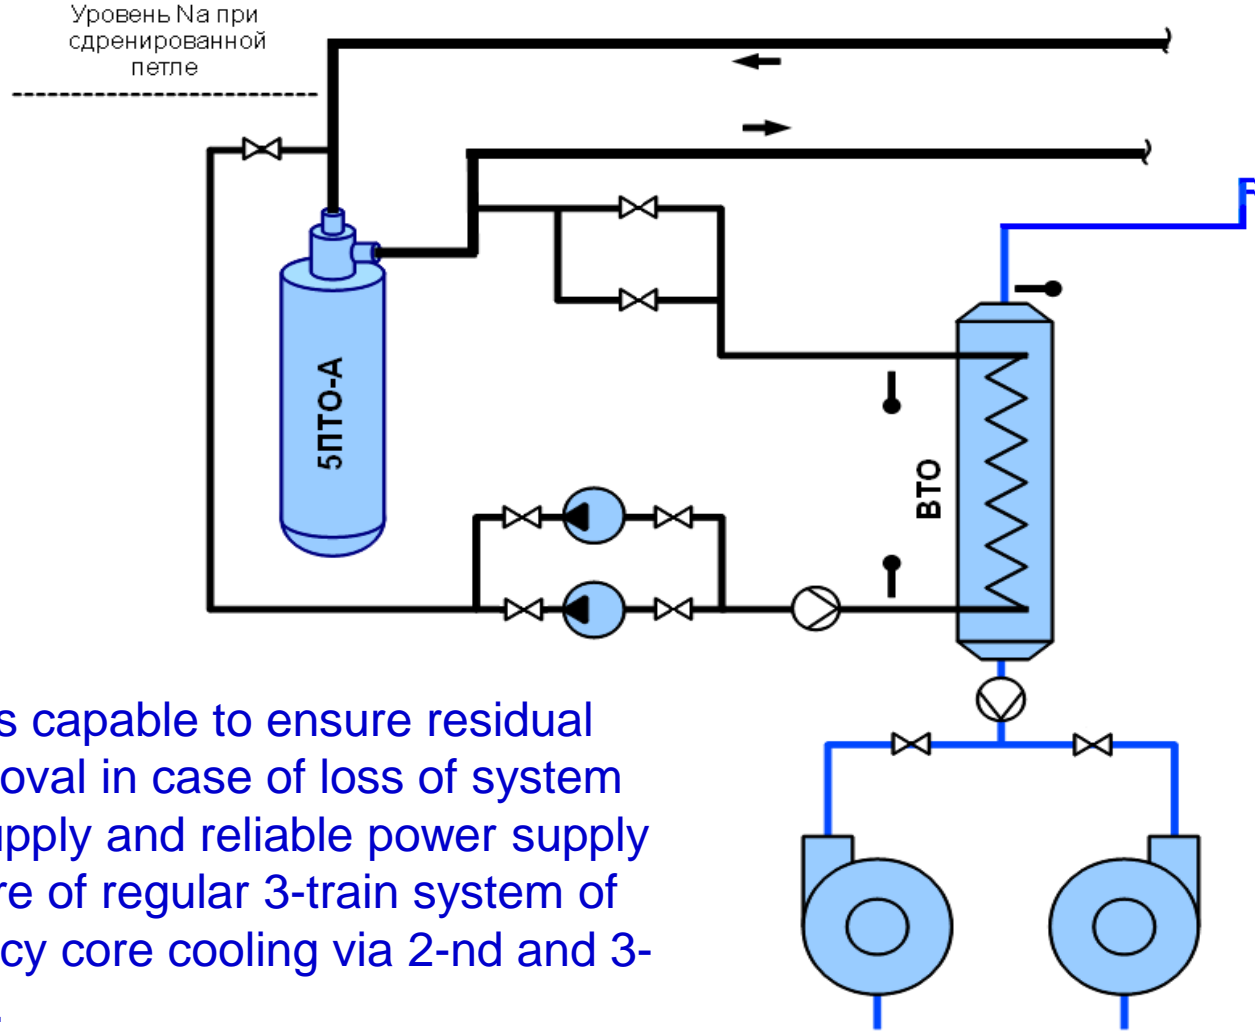 Уровень Na при
сдренированной
петле
5ПТО-А
ВТО
s capable to ensure residual
oval in case of loss of system
upply and reliable power supply
re of regular 3-train system of
cy core cooling via 2-nd and 3-
.